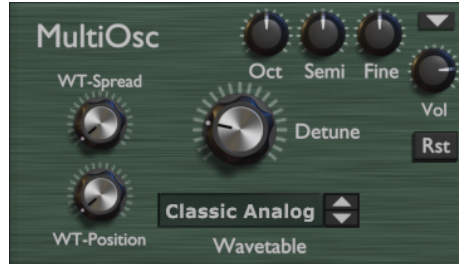 MultiOsc
Oct Semi Fine
Vol
WT-Spread
Detune
Rst
Classic Analog
WT-Position
Wavetable